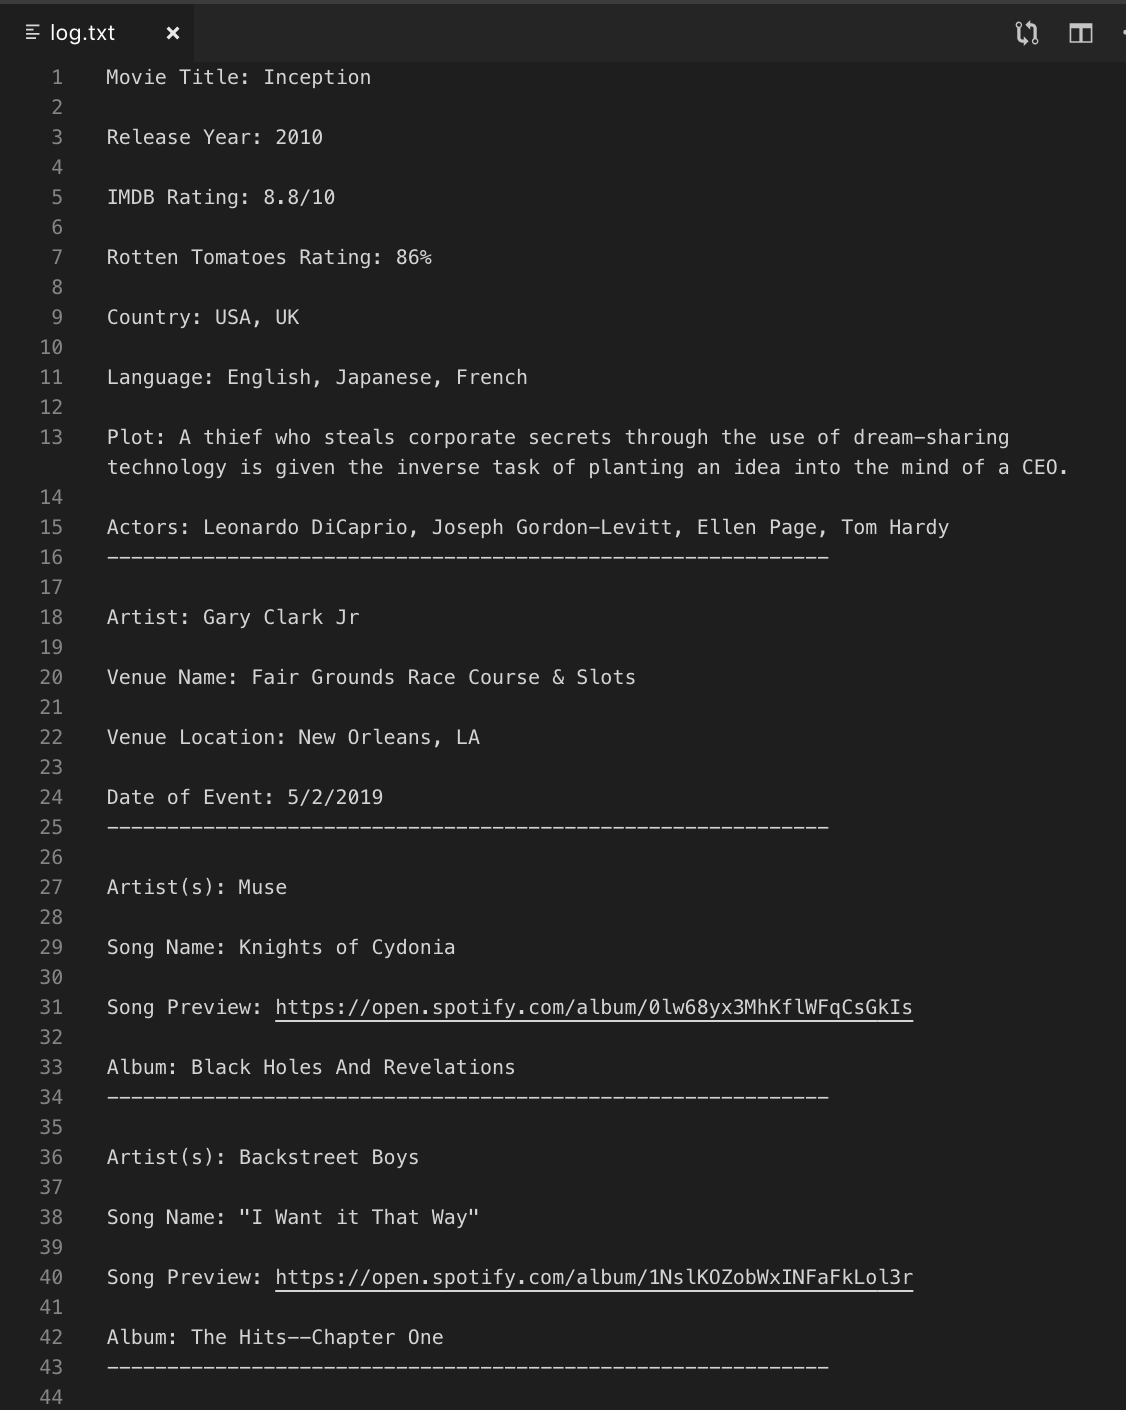 log.txt
1 Movie Title: Inception
2
3 Release Year: 2010
4
5 IMDB Rating: 8.8/10
6
7 Rotten Tomatoes Rating: 86%
8
9 Country: USA, UK
10
11 Language: English, Japanese, French
12
13 Plot: A thief who steals corporate secrets through the use of dream-sharing
technology is given the inverse task of planting an idea into the mind of a CEO.
14
15 Actors: Leonardo DiCaprio, Joseph Gordon-Levitt, Ellen Page, Tom Hardy
16 ------------------------------------------------------------
17
18 Artist: Gary Clark Jr
19
20 Venue Name: Fair Grounds Race Course & Slots
21
22 Venue Location: New Orleans, LA
23
24 Date of Event: 5/2/2019
25 ------------------------------------------------------------
26
27 Artist(s): Muse
28
29 Song Name: Knights of Cydonia
30
31 Song Preview: https://open.spotify.com/album/0lw68yx3MhKflWFqCsGkIs
32
33 Album: Black Holes And Revelations
34 ------------------------------------------------------------
35
36 Artist(s): Backstreet Boys
37
38 Song Name: "I Want it That Way"
39
40 Song Preview: https://open.spotify.com/album/1NslKOZobWxINFaFkLol3r
41
42 Album: The Hits--Chapter One
43 ------------------------------------------------------------
44